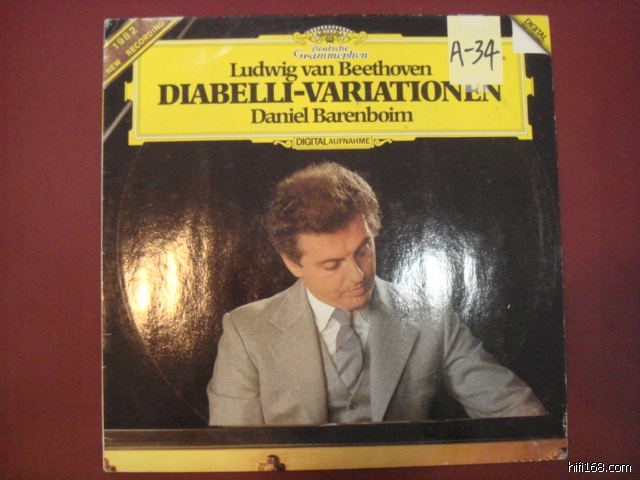 1982
NEW RECORDING
DIGITAL
Deutsche
Grammophon
A-34
Ludwig van Beethoven
DIABELLI-VARIATIONEN
Daniel Barenboim
DIGITAL AUFNAHME
hifi168.com